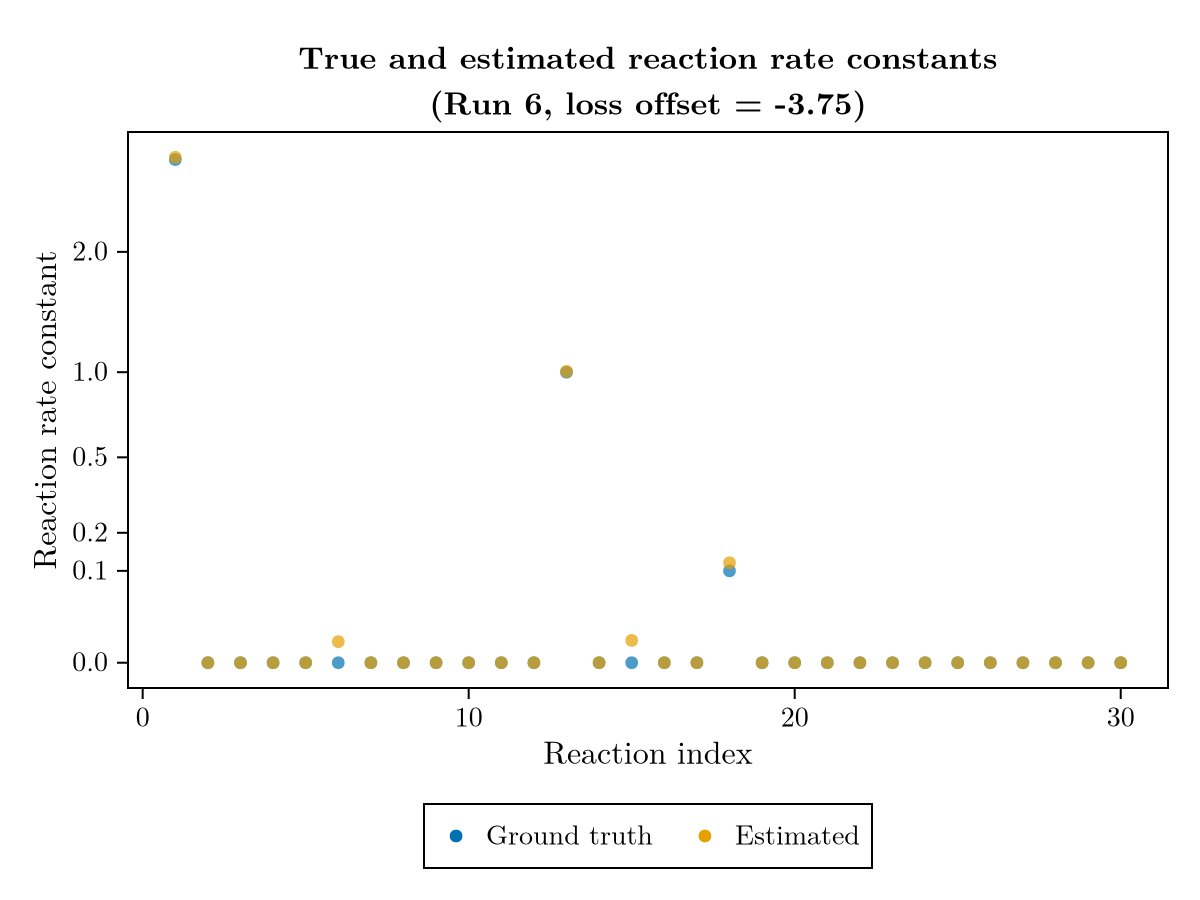 True and estimated reaction rate constants
(Run 6, loss offset = -3.75)
Reaction rate constant
2.0
1.0
0.5
0.2
0.1
0.0
0 10 20 30
Reaction index
Ground truth Estimated